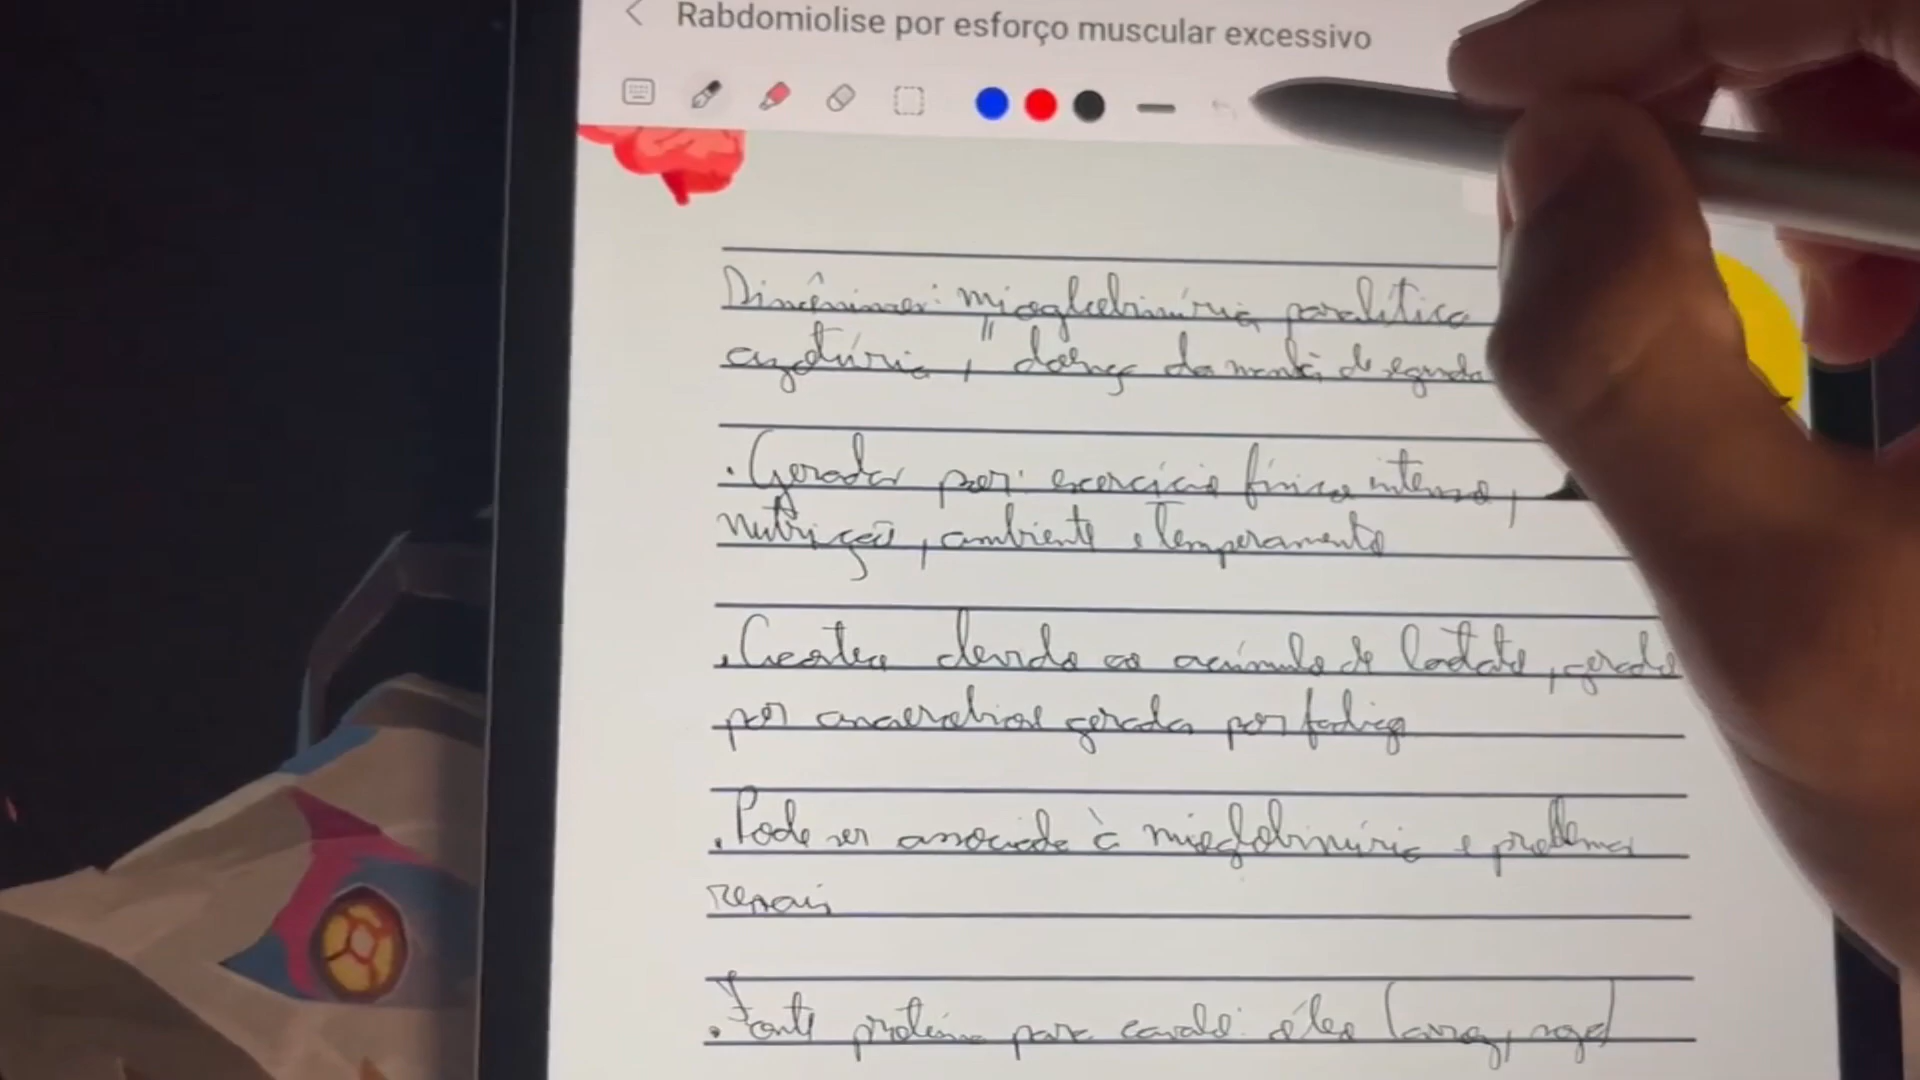 Rabdomiolise por esforço muscular excessivo
Sinônimos: mioglobinúria paralítica
azotúria, doença da manhã de segunda
. Gerador por: exercício físico intenso,
nutrição, ambiente e temperamento
. Causa devido ao acúmulo de lactato, gerado
por anaerobiose gerada por fadiga
. Pode ser associada à mioglobinúria e problemas
renais
. Fonte proteína para cavalo: óleo (arroz, soja)